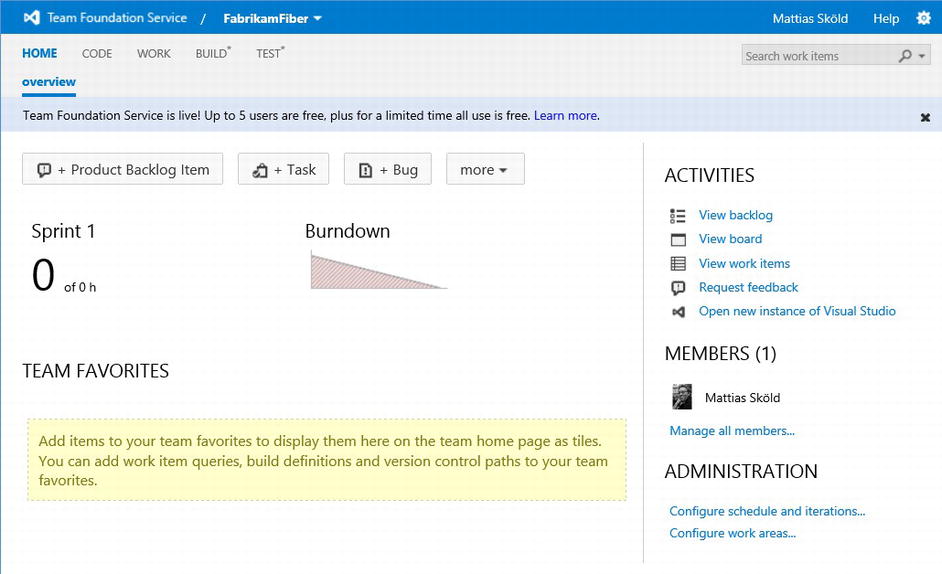 Team Foundation Service / FabrikamFiber
Mattias Sköld Help
HOME CODE WORK BUILD* TEST*
Search work items
overview
Team Foundation Service is live! Up to 5 users are free, plus for a limited time all use is free. Learn more.
+ Product Backlog Item + Task + Bug more
Sprint 1
0 of 0 h
Burndown
TEAM FAVORITES
Add items to your team favorites to display them here on the team home page as tiles.
You can add work item queries, build definitions and version control paths to your team
favorites.
ACTIVITIES
View backlog
View board
View work items
Request feedback
Open new instance of Visual Studio
MEMBERS (1)
Mattias Sköld
Manage all members...
ADMINISTRATION
Configure schedule and iterations...
Configure work areas...